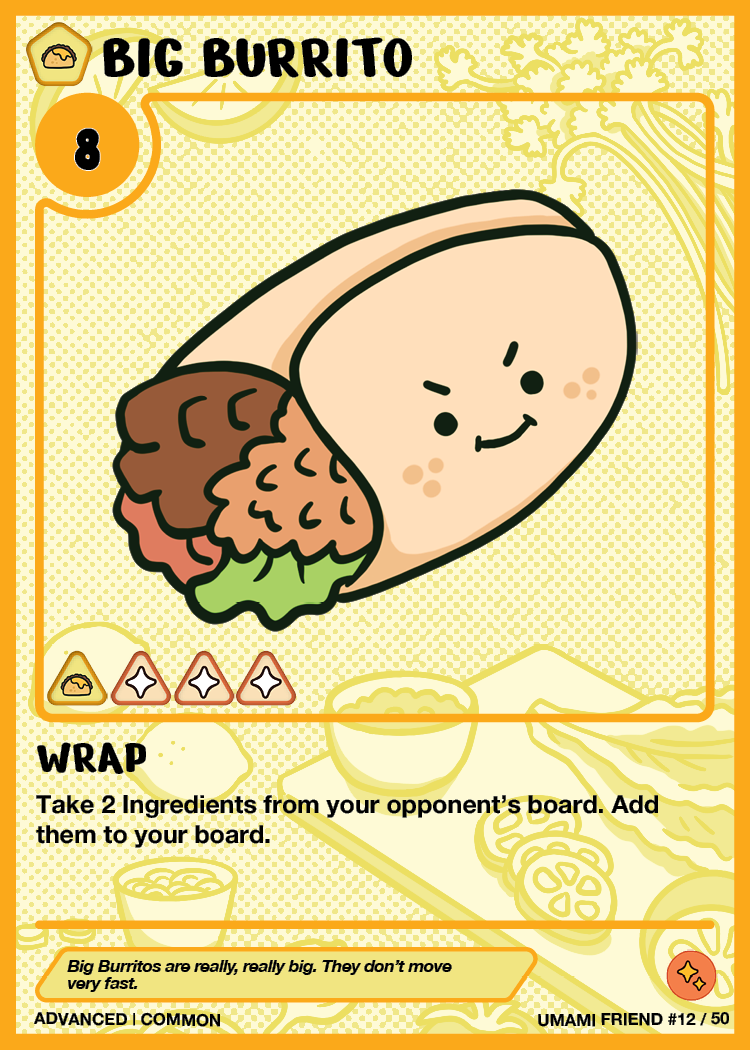 BIG BURRITO
8
WRAP
Take 2 Ingredients from your opponent’s board. Add
them to your board.
Big Burritos are really, really big. They don’t move
very fast.
ADVANCED | COMMON
UMAMI FRIEND #12 / 50